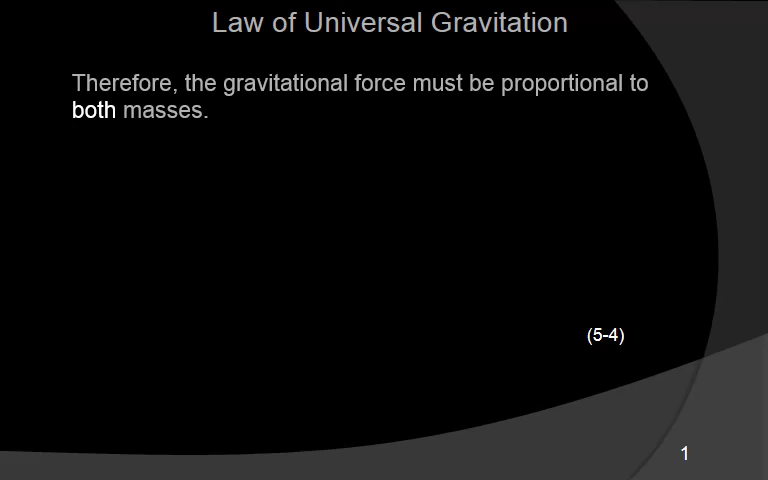 Law of Universal Gravitation
Therefore, the gravitational force must be proportional to
both masses.
(5-4)
1